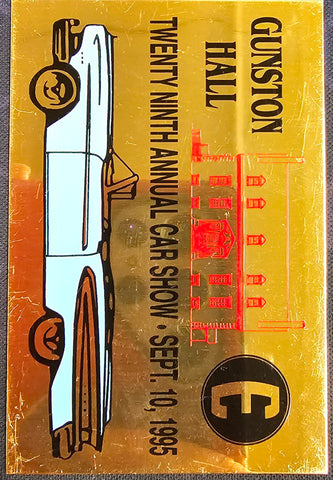 GUNSTON
HALL
TWENTY NINTH ANNUAL CAR SHOW • SEPT. 10, 1995